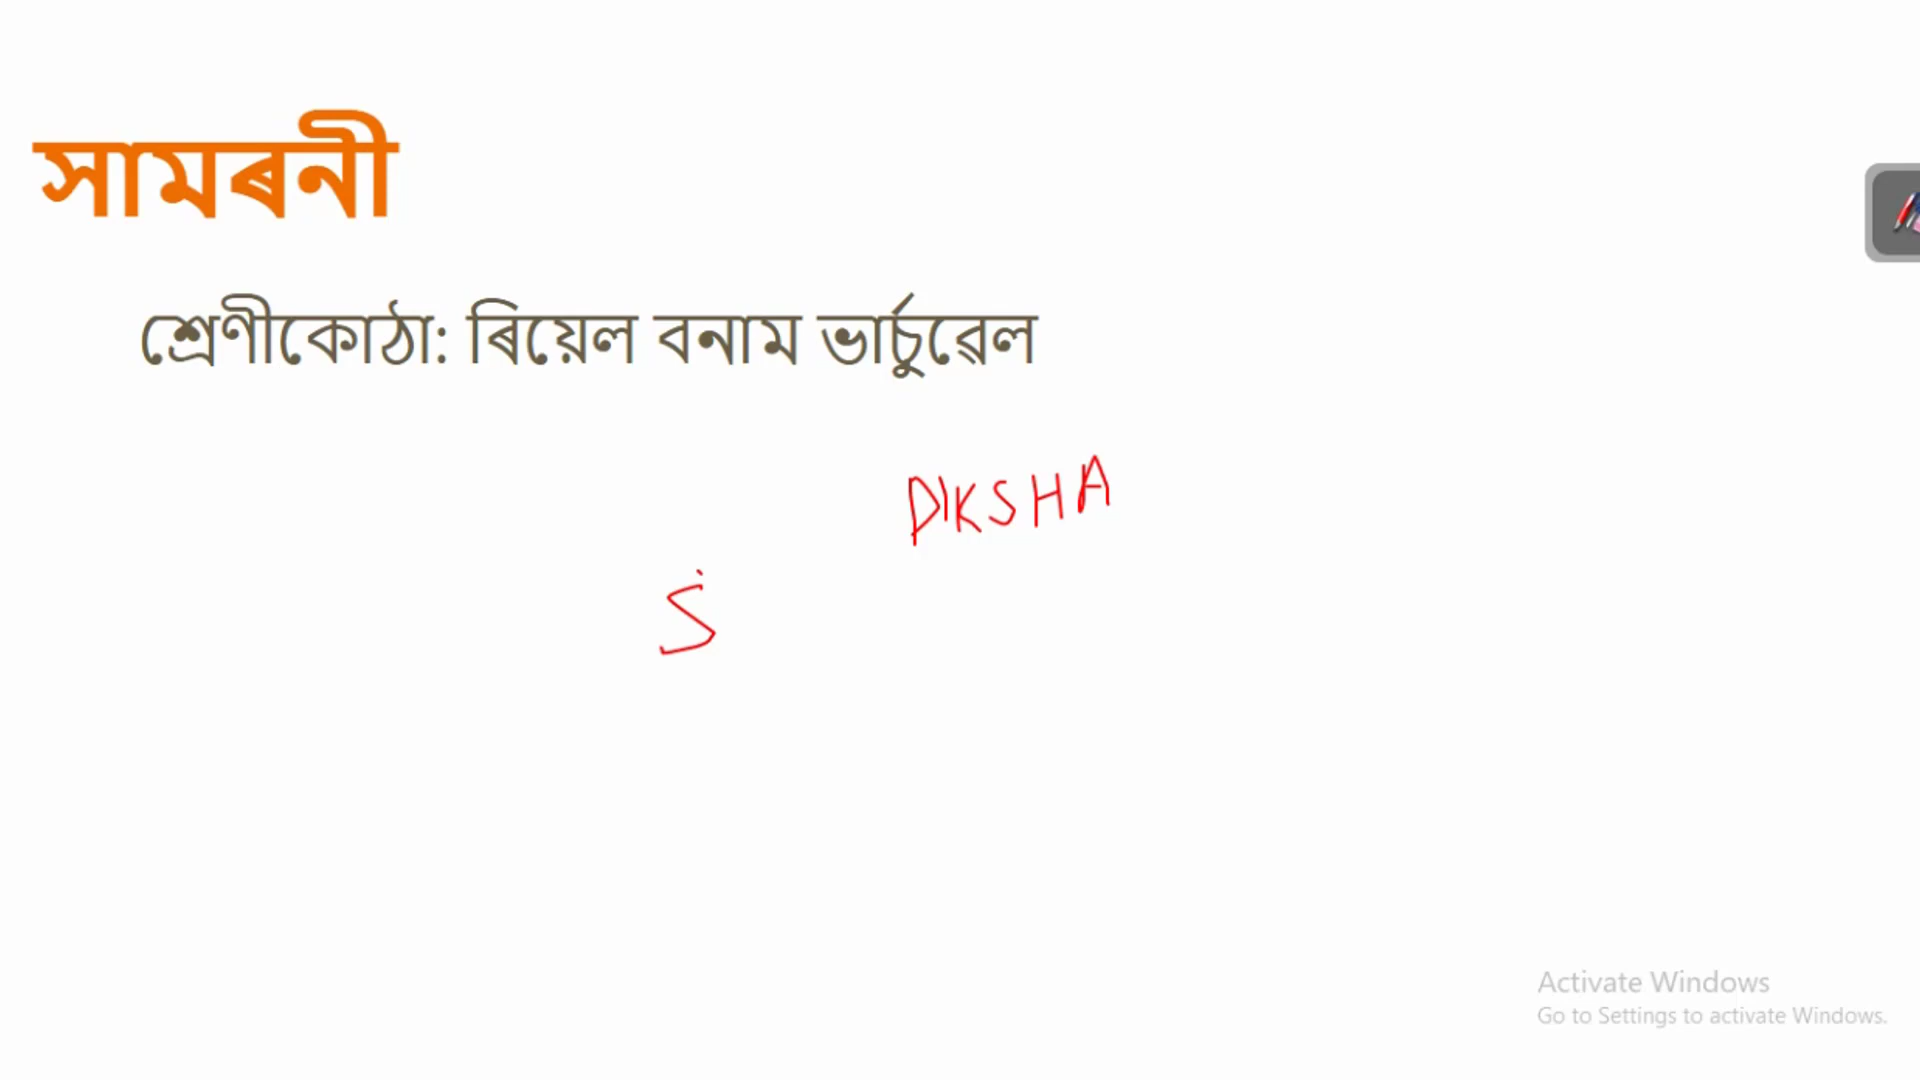 সামৰনী
শ্ৰেণীকোঠা: ৰিয়েল বনাম ভাৰ্চুৱেল
DIKSHA
S
Activate Windows
Go to Settings to activate Windows.